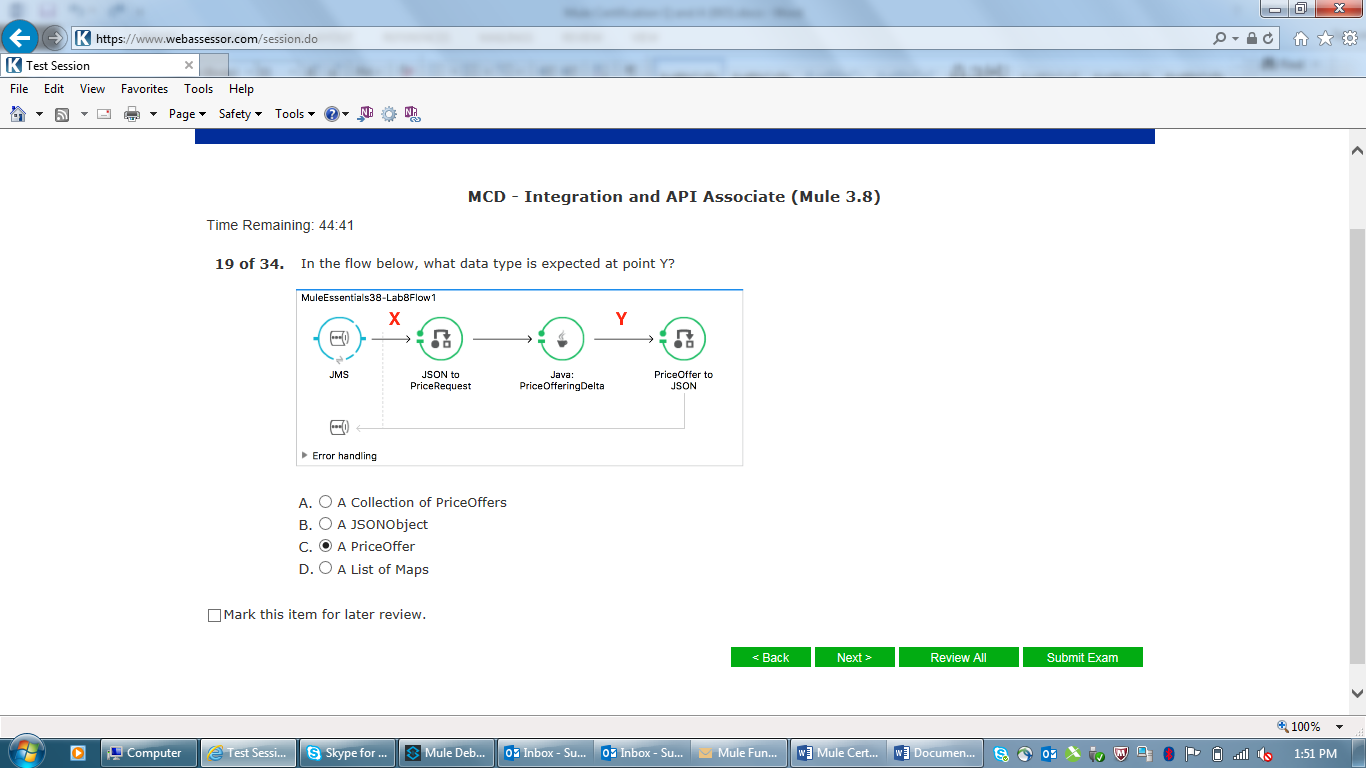 https://www.webassessor.com/session.do
Test Session
File Edit View Favorites Tools Help
Page Safety Tools
MCD - Integration and API Associate (Mule 3.8)
Time Remaining: 44:41
19 of 34. In the flow below, what data type is expected at point Y?
MuleEssentials38-Lab8Flow1
X
Y
JMS
JSON to PriceRequest
Java: PriceOfferingDelta
PriceOffer to JSON
Error handling
A. A Collection of PriceOffers
B. A JSONObject
C. A PriceOffer
D. A List of Maps
Mark this item for later review.
< Back Next > Review All Submit Exam
100%
Computer Test Sessi... Skype for ... Mule Deb... Inbox - Su... Inbox - Su... Mule Fun... Mule Cert... Documen... 1:51 PM